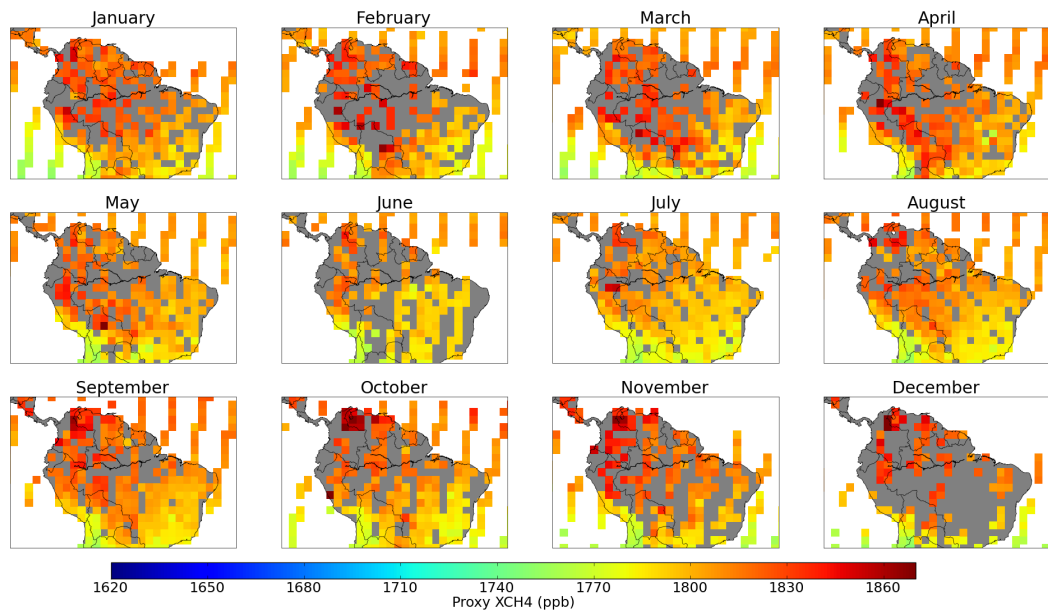 January February March April
May June July August
September October November December
1620 1650 1680 1710 1740 1770 1800 1830 1860
Proxy XCH4 (ppb)